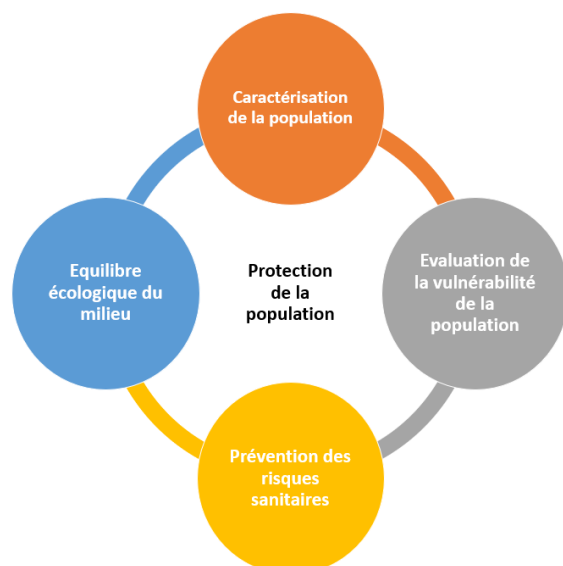 Caractérisation
de la population
Equilibre
écologique du
milieu
Protection
de la
population
Evaluation de
la vulnérabilité
de la
population
Prévention des
risques
sanitaires